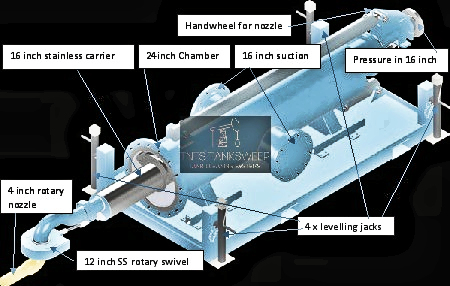 Handwheel for nozzle
16 inch stainless carrier
24inch Chamber
16 inch suction
Pressure in 16 inch
4 inch rotary
nozzle
4 x levelling jacks
12 inch SS rotary swivel